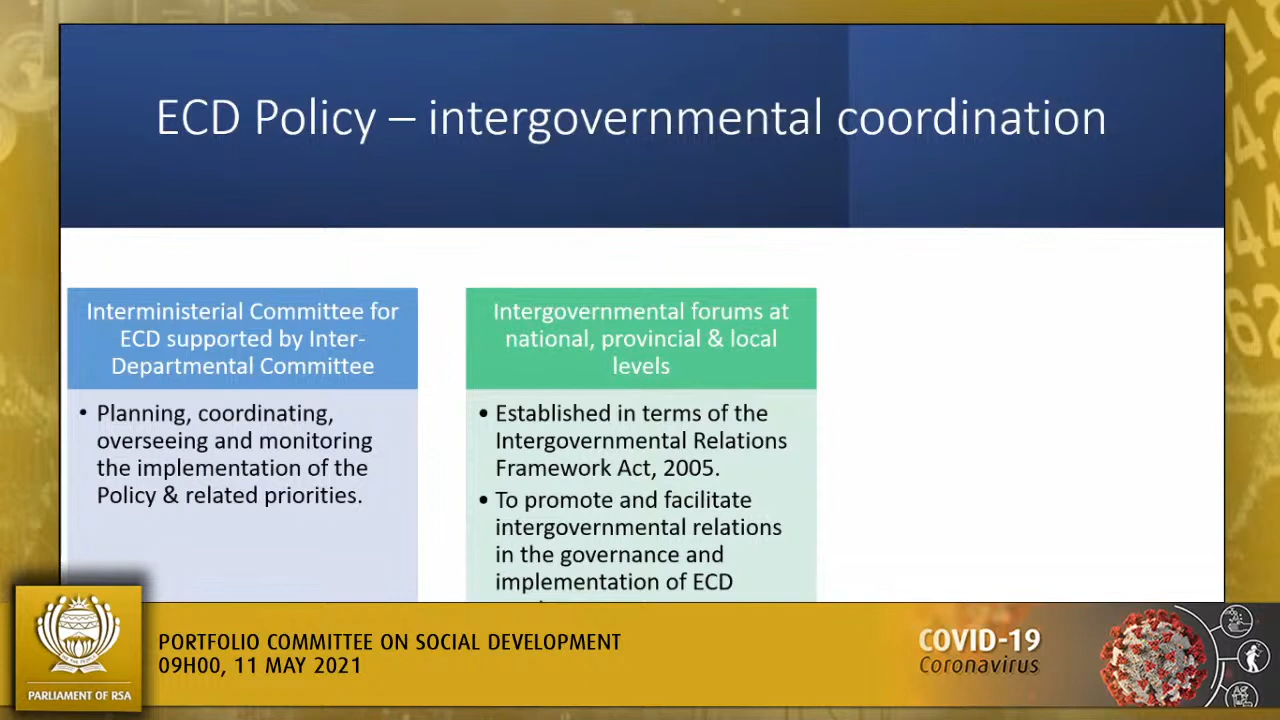 ECD Policy – intergovernmental coordination
Interministerial Committee for
ECD supported by Inter-
Departmental Committee
• Planning, coordinating,
overseeing and monitoring
the implementation of the
Policy & related priorities.
Intergovernmental forums at
national, provincial & local
levels
• Established in terms of the
Intergovernmental Relations
Framework Act, 2005.
• To promote and facilitate
intergovernmental relations
in the governance and
implementation of ECD
PORTFOLIO COMMITTEE ON SOCIAL DEVELOPMENT
09H00, 11 MAY 2021
PARLIAMENT OF RSA
COVID-19
Coronavirus